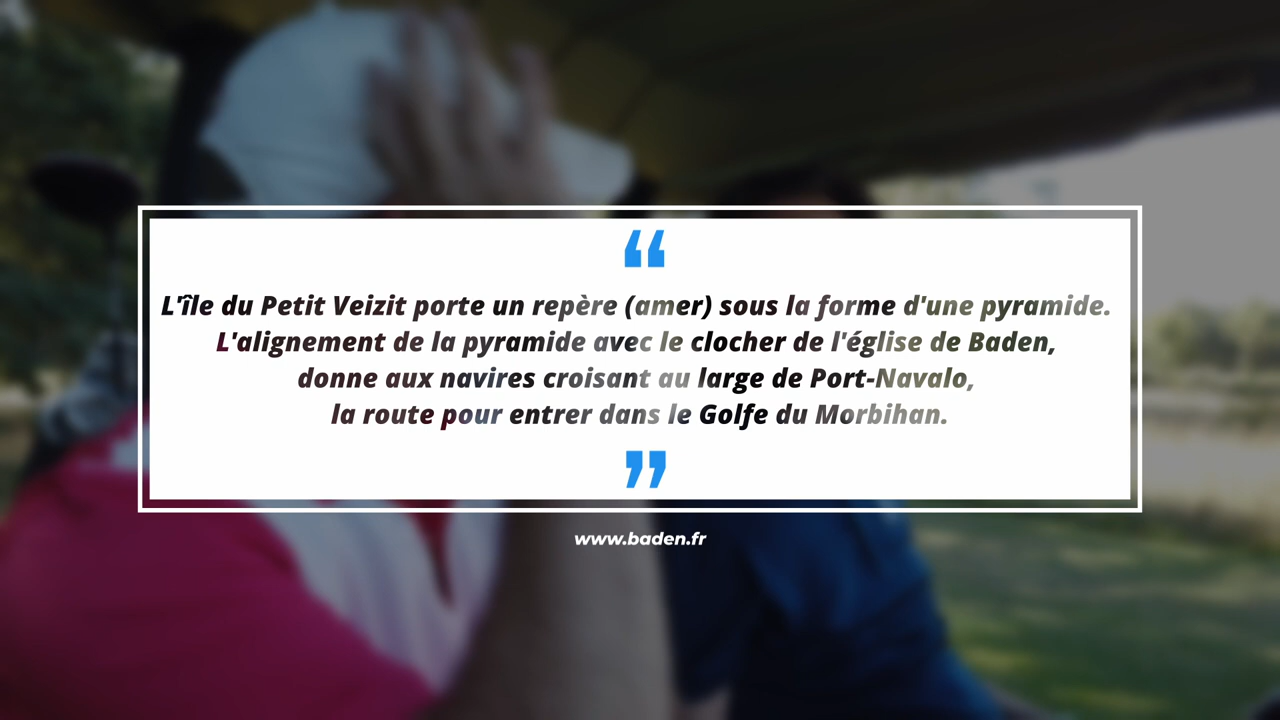 “
L'île du Petit Veizit porte un repère (amer) sous la forme d'une pyramide.
L'alignement de la pyramide avec le clocher de l'église de Baden,
donne aux navires croisant au large de Port-Navalo,
la route pour entrer dans le Golfe du Morbihan.
”
www.baden.fr